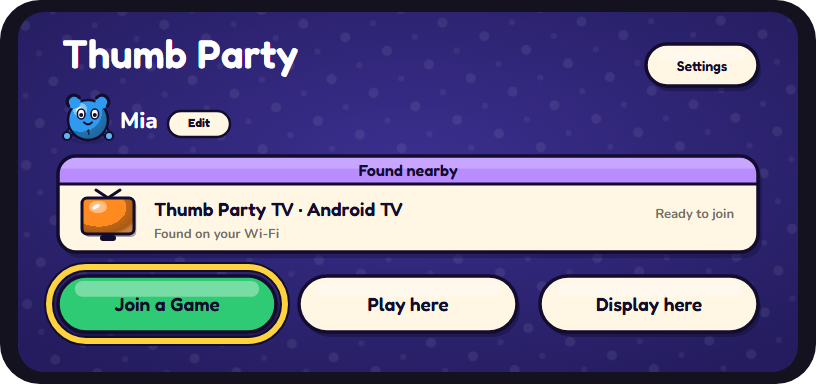 Thumb Party
Settings
Mia
Edit
Found nearby
Thumb Party TV · Android TV
Found on your Wi-Fi
Ready to join
Join a Game
Play here
Display here